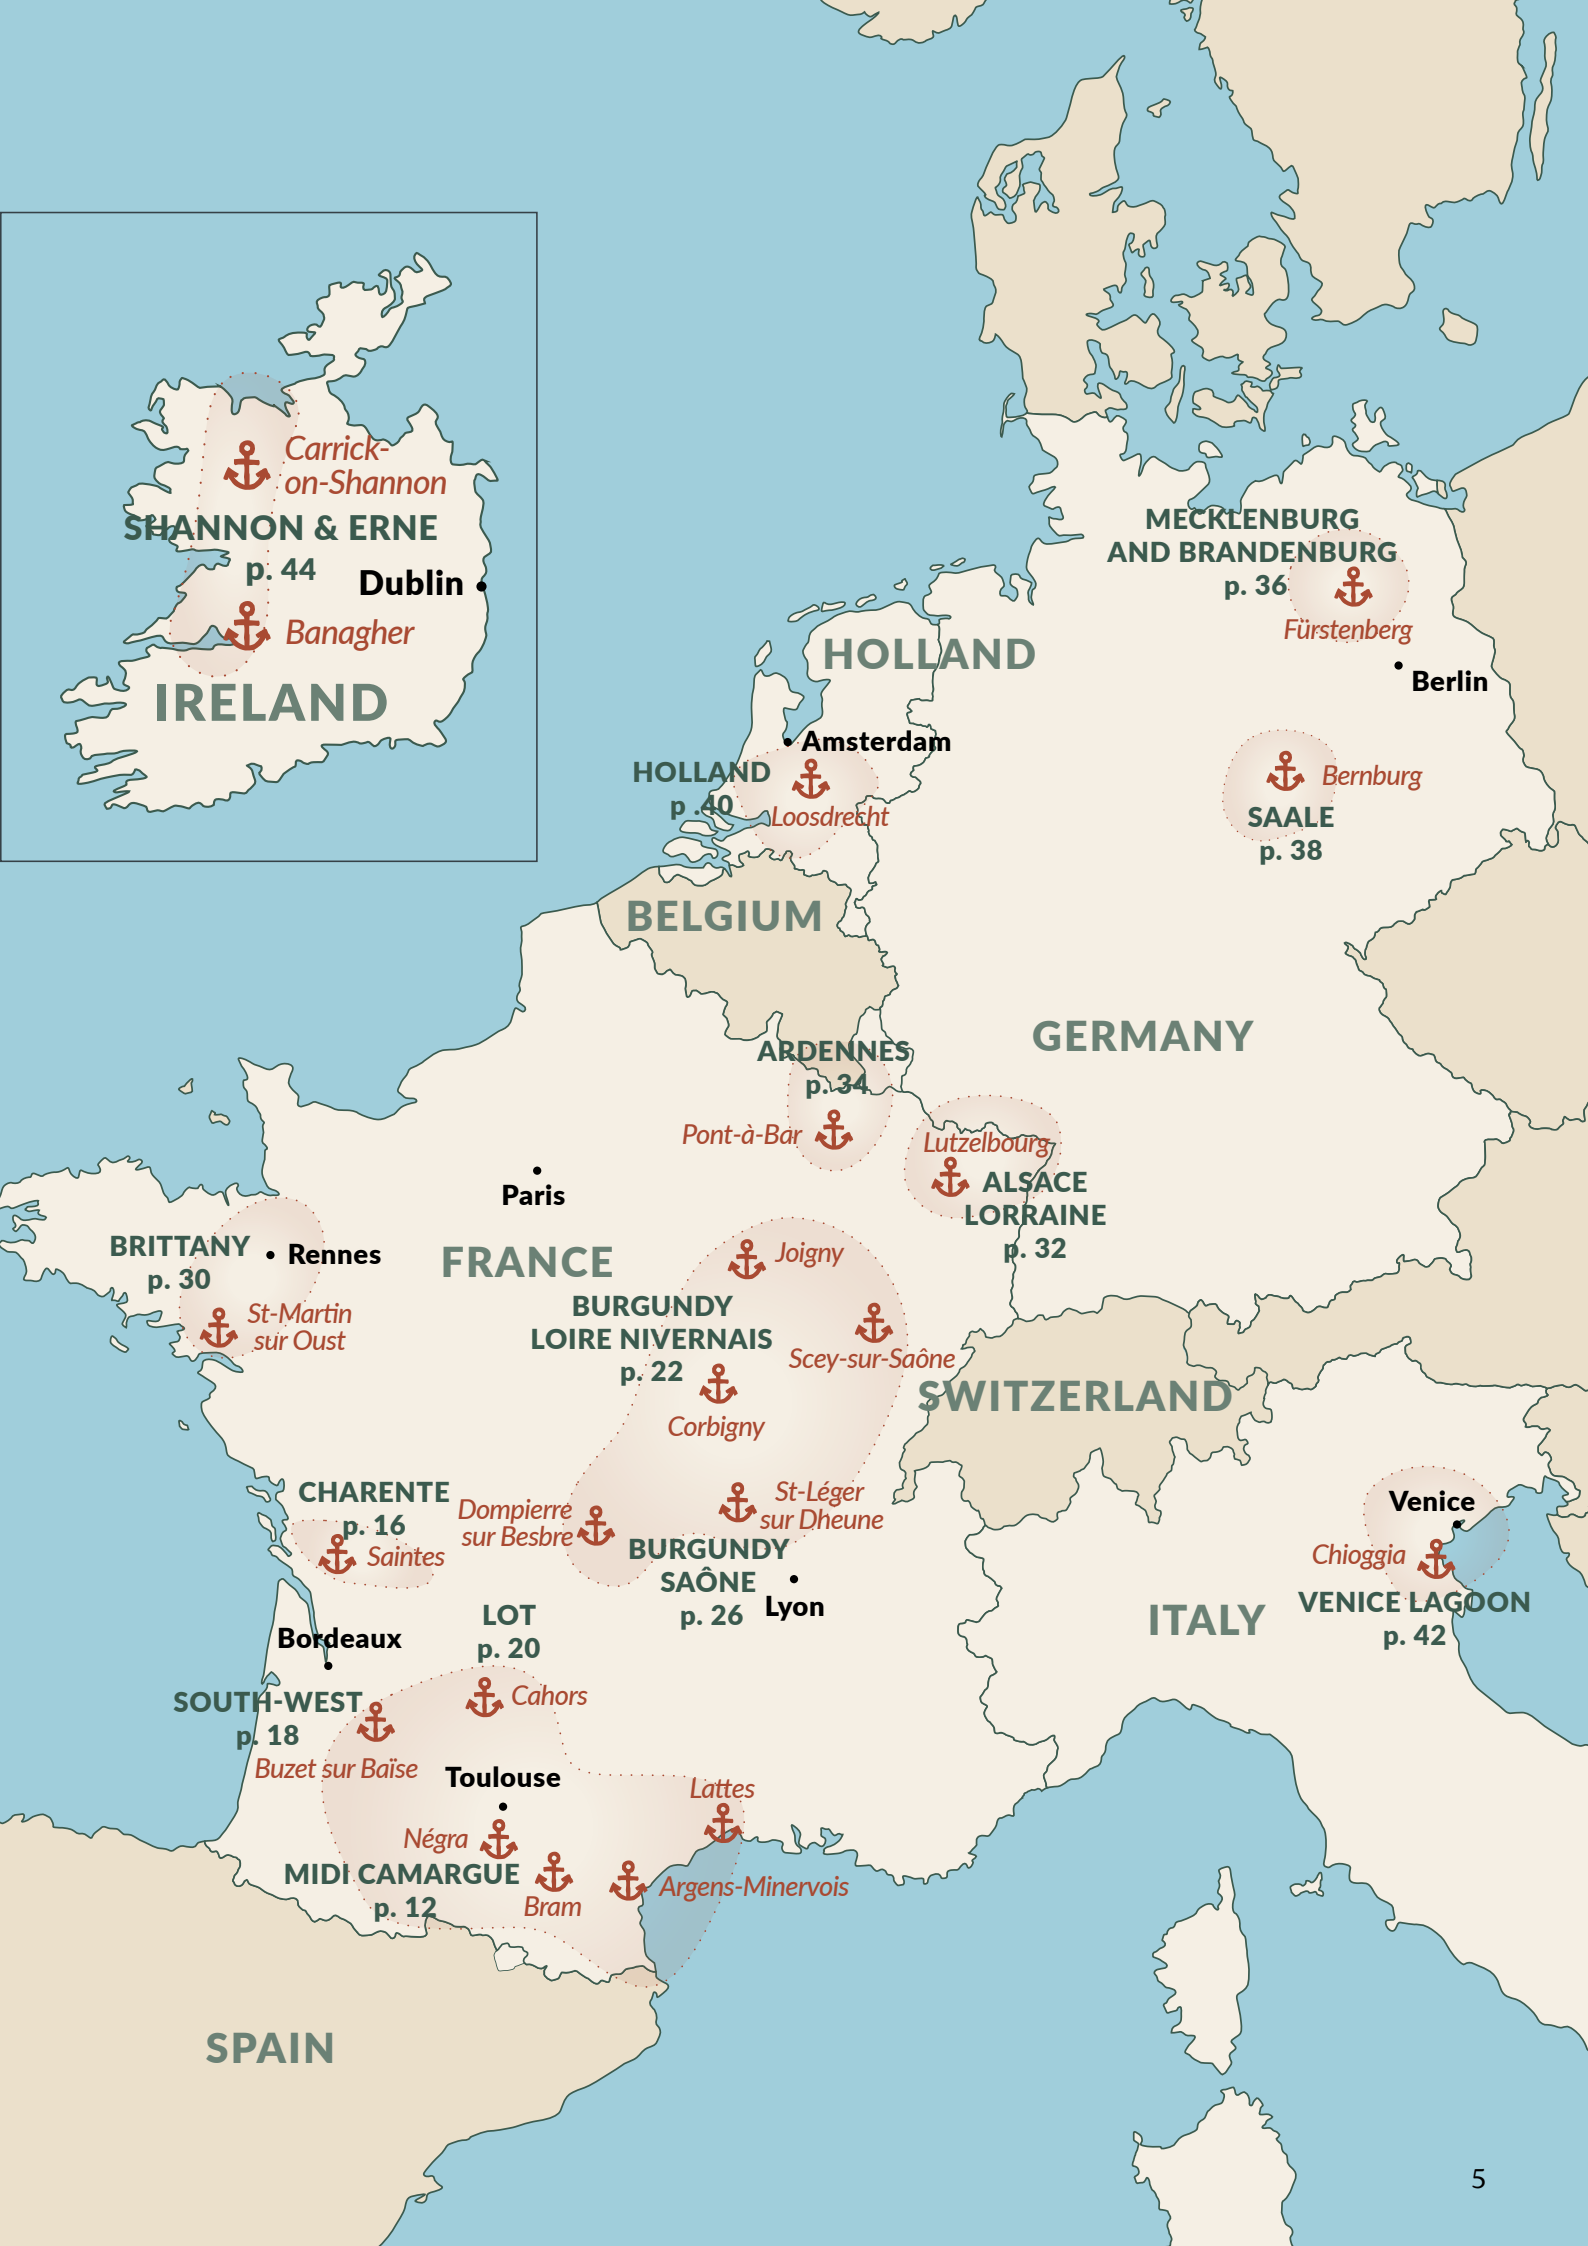 Carrick-
on-Shannon
SHANNON & ERNE
p. 44
Dublin
Banagher
IRELAND
MECKLENBURG
AND BRANDENBURG
p. 36
Fürstenberg
Berlin
HOLLAND
Amsterdam
HOLLAND
p .40
Loosdrecht
Bernburg
SAALE
p. 38
BELGIUM
GERMANY
ARDENNES
p. 34
Pont-à-Bar
Lutzelbourg
ALSACE
LORRAINE
p. 32
Paris
BRITTANY
p. 30
Rennes
St-Martin
sur Oust
FRANCE
Joigny
BURGUNDY
LOIRE NIVERNAIS
p. 22
Scey-sur-Saône
Corbigny
SWITZERLAND
CHARENTE
p. 16
Saintes
Dompierre
sur Besbre
St-Léger
sur Dheune
BURGUNDY
SAÔNE
p. 26
Lyon
Venice
Chioggia
VENICE LAGOON
p. 42
ITALY
LOT
p. 20
Bordeaux
Cahors
SOUTH-WEST
p. 18
Buzet sur Baïse
Toulouse
Lattes
Négra
MIDI CAMARGUE
p. 12
Bram
Argens-Minervois
SPAIN
5